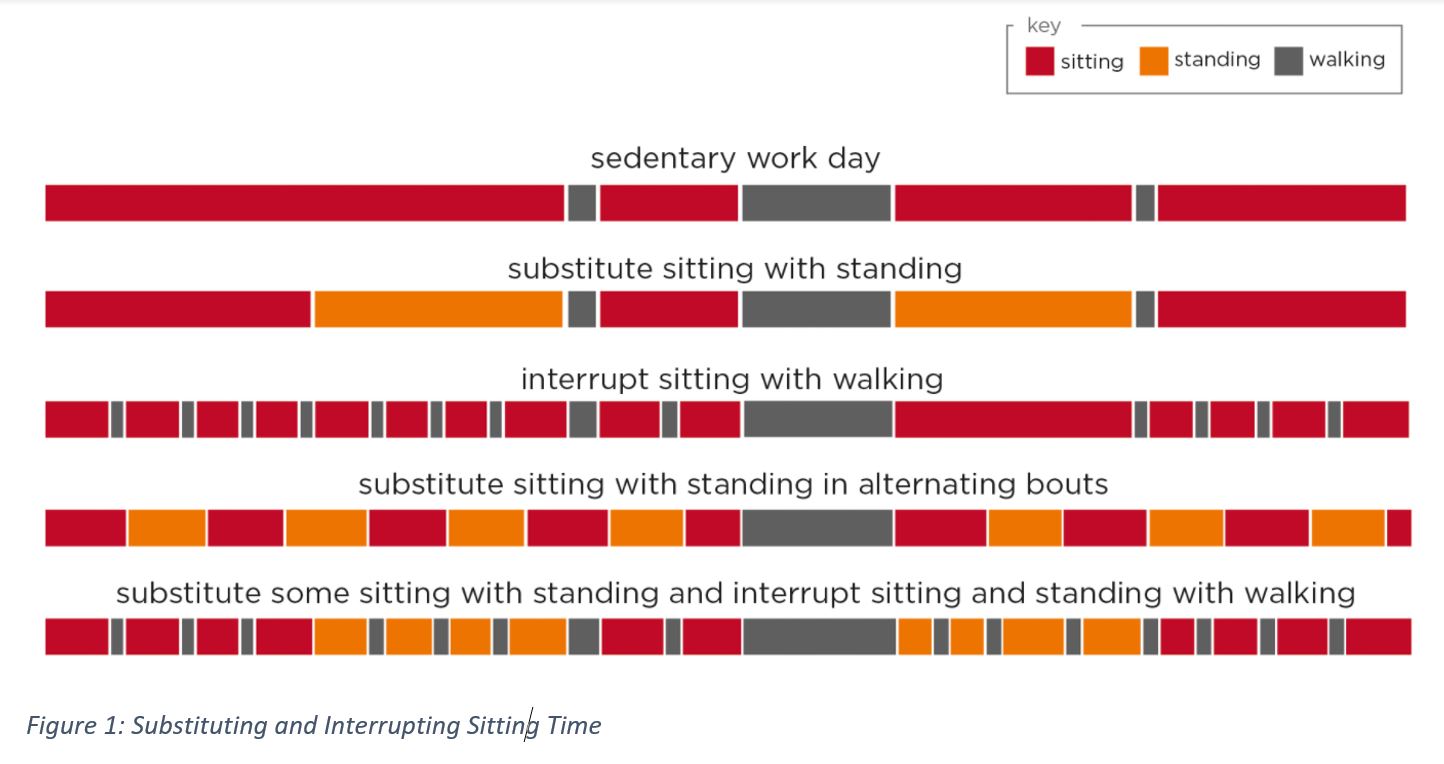 key
sitting standing walking
sedentary work day
substitute sitting with standing
interrupt sitting with walking
substitute sitting with standing in alternating bouts
substitute some sitting with standing and interrupt sitting and standing with walking
Figure 1: Substituting and Interrupting Sitting Time